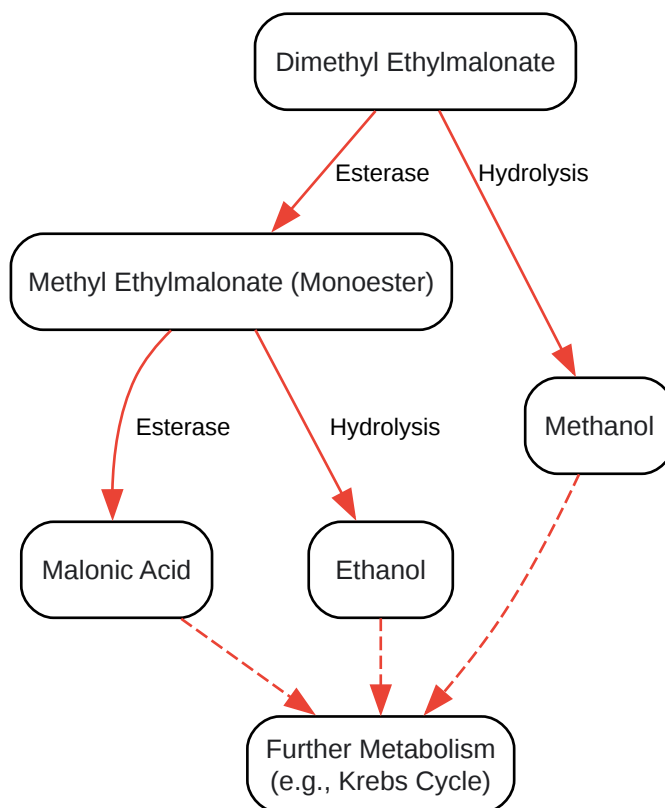 Dimethyl Ethylmalonate
Esterase
Hydrolysis
Methyl Ethylmalonate (Monoester)
Methanol
Esterase
Hydrolysis
Malonic Acid
Ethanol
Further Metabolism
(e.g., Krebs Cycle)